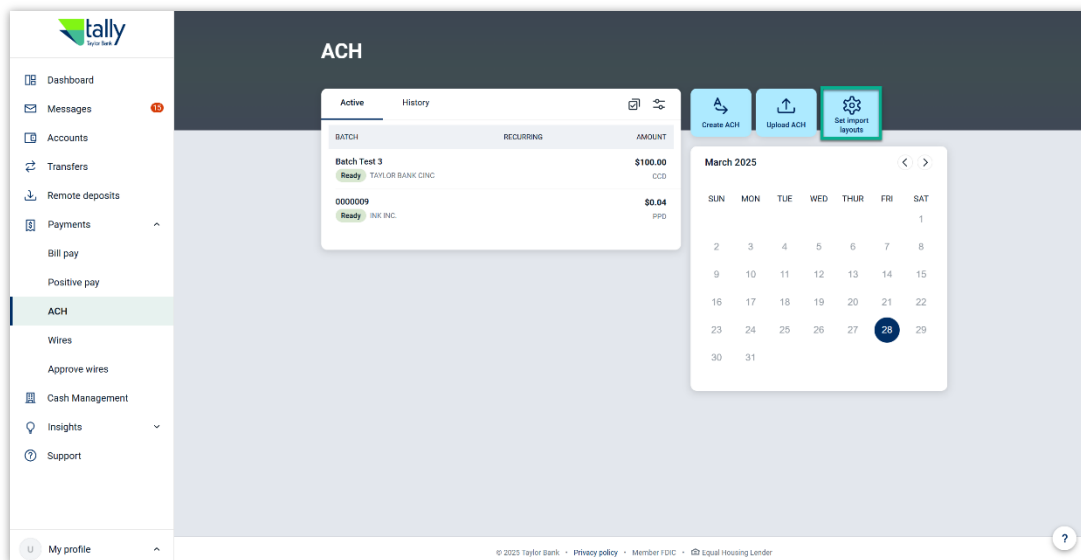 tally
Taylor Bank
Dashboard
Messages
15
Accounts
Transfers
Remote deposits
Payments
Bill pay
Positive pay
ACH
Wires
Approve wires
Cash Management
Insights
Support
U
My profile
ACH
Active
History
BATCH
RECURRING
AMOUNT
Batch Test 3
$100.00
Ready
TAYLOR BANK CINC
CCD
0000009
$0.04
Ready
INK INC.
PPD
Create ACH
Upload ACH
Set import
layouts
March 2025
SUN MON TUE WED THUR FRI SAT
1
2 3 4 5 6 7 8
9 10 11 12 13 14 15
16 17 18 19 20 21 22
23 24 25 26 27 28 29
30 31
© 2025 Taylor Bank • Privacy policy • Member FDIC • Equal Housing Lender
?